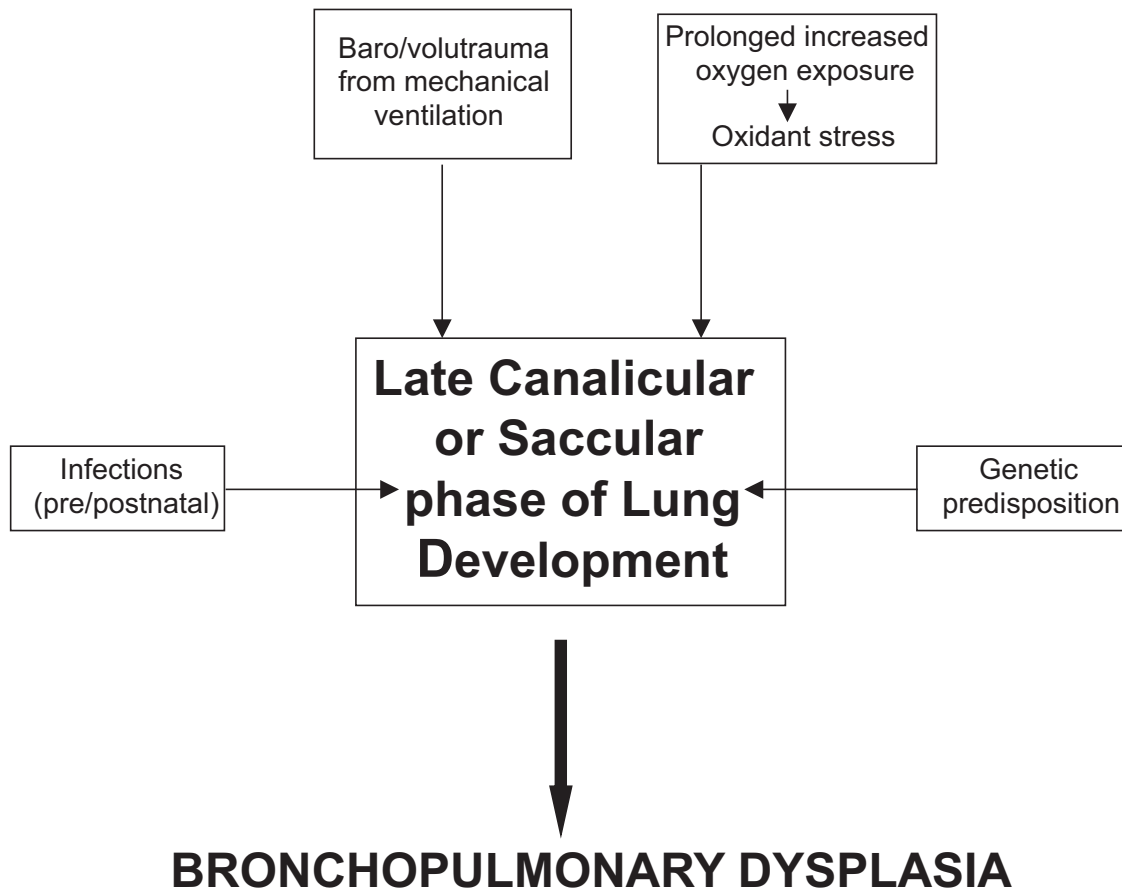 Baro/volutrauma
from mechanical
ventilation
Prolonged increased
oxygen exposure
Oxidant stress
Late Canalicular
or Saccular
phase of Lung
Development
Infections
(pre/postnatal)
Genetic
predisposition
BRONCHOPULMONARY DYSPLASIA